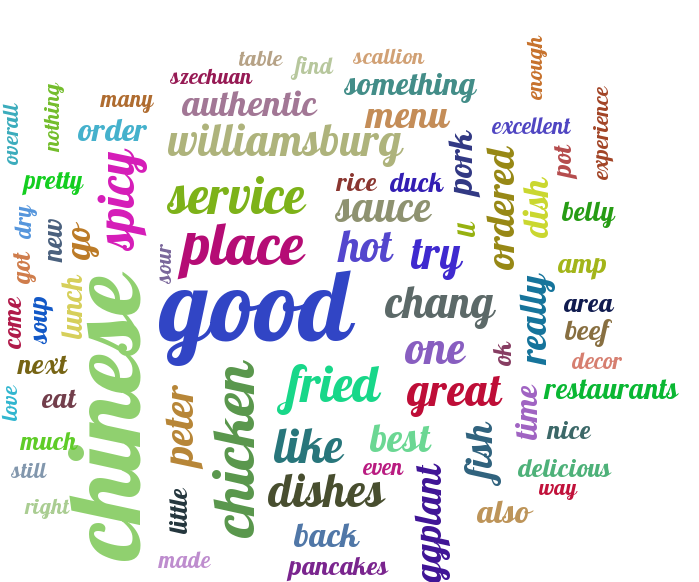 table
find
scallion
enough
szechuan
something
nothing
many
authentic
menu
experience
overall
order
williamsburg
excellent
pork
pot
pretty
spicy
service
rice
duck
ordered
dish
belly
dry
new
go
place
sauce
u
hot
try
got
sour
amp
come
soup
lunch
chinese
good
chang
really
area
beef
next
one
ok
decor
love
eat
peter
chicken
fried
great
time
restaurants
much
like
best
fish
nice
still
even
delicious
right
little
dishes
ggplant
way
also
back
made
pancakes